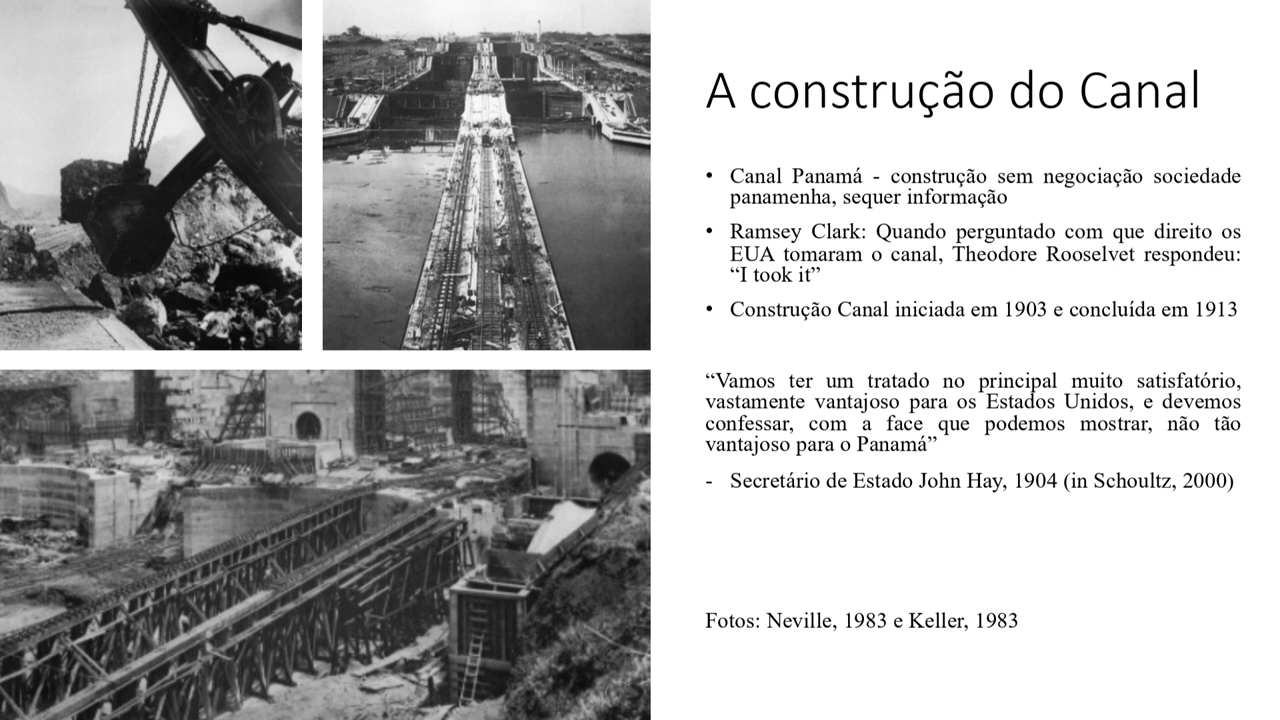 A construção do Canal
• Canal Panamá - construção sem negociação sociedade
panamenha, sequer informação
• Ramsey Clark: Quando perguntado com que direito os
EUA tomaram o canal, Theodore Rooselvet respondeu:
“I took it”
• Construção Canal iniciada em 1903 e concluída em 1913
“Vamos ter um tratado no principal muito satisfatório,
vastamente vantajoso para os Estados Unidos, e devemos
confessar, com a face que podemos mostrar, não tão
vantajoso para o Panamá”
- Secretário de Estado John Hay, 1904 (in Schoultz, 2000)
Fotos: Neville, 1983 e Keller, 1983